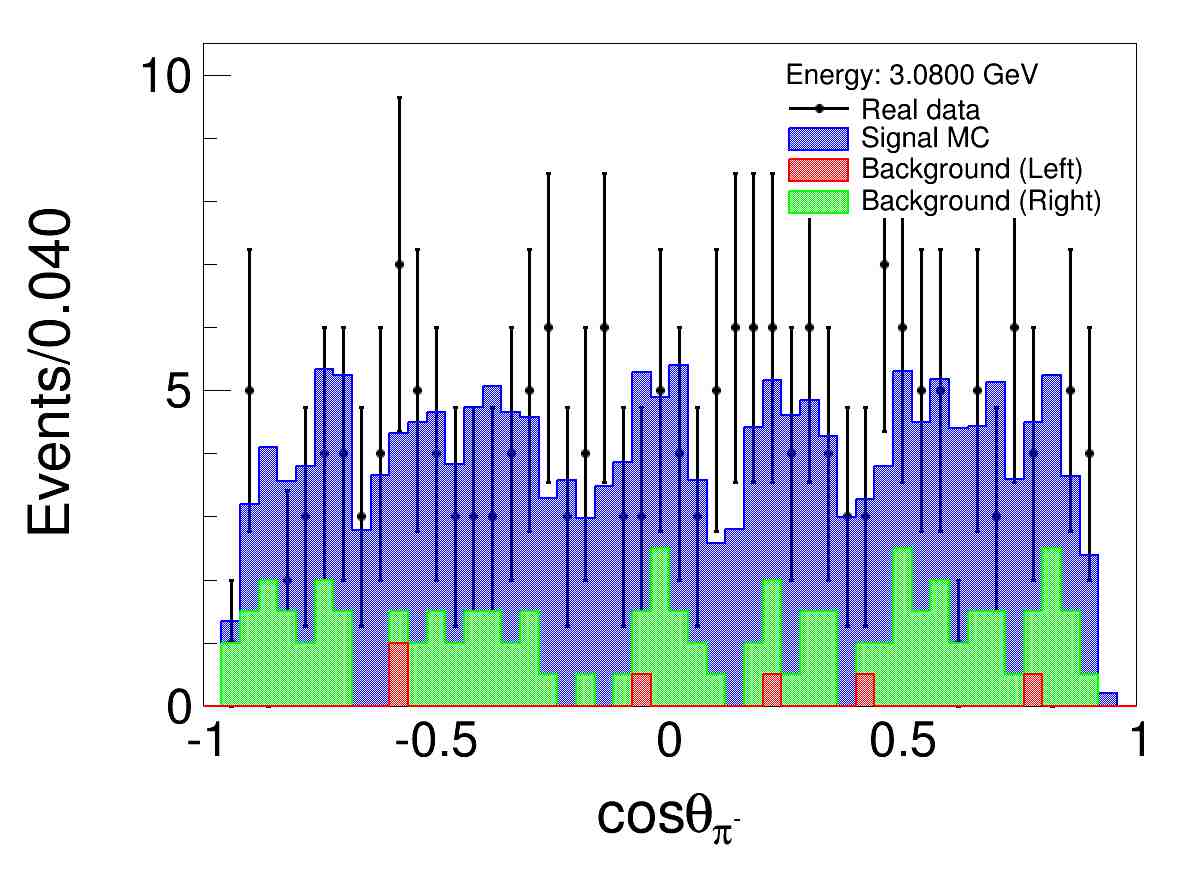 Energy: 3.0800 GeV
Real data
Signal MC
Background (Left)
Background (Right)
Events/0.040
10
5
0
-1
-0.5
0
0.5
1
cosθπ-